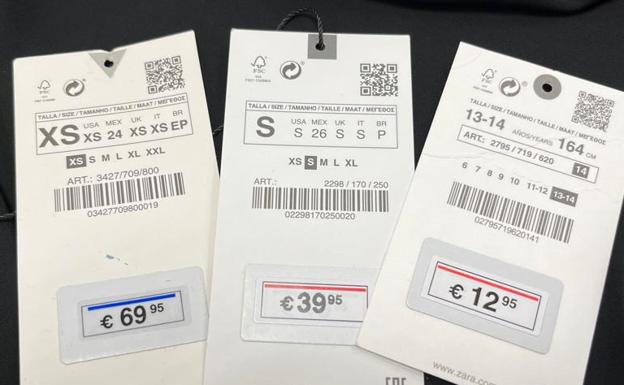 FSC
TALLA / SIZE / TAMANHO / TAILLE / MAAT / ΜΕΓΕΘΟΣ
XS USA XS MEX 24 UK XS IT XS BR EP
XS S M L XL XXL
ART.: 3427/709/800
03427709800019
€ 69 95
FSC
TALLA / SIZE / TAMANHO / TAILLE / MAAT / ΜΕΓΕΘΟΣ
S USA S MEX 26 UK S IT S BR P
XS S M L XL
ART.: 2298 / 170 / 250
02298170250020
€ 39 95
FSC
TALLA / SIZE / TAMANHO / TAILLE / MAAT / ΜΕΓΕΘΟΣ
13-14 AÑOS/YEARS 164 CM
ART.: 2795 / 719 / 620 14
6 7 8 9 10 11-12 13-14
02795719620141
€ 12 95
www.zara.com